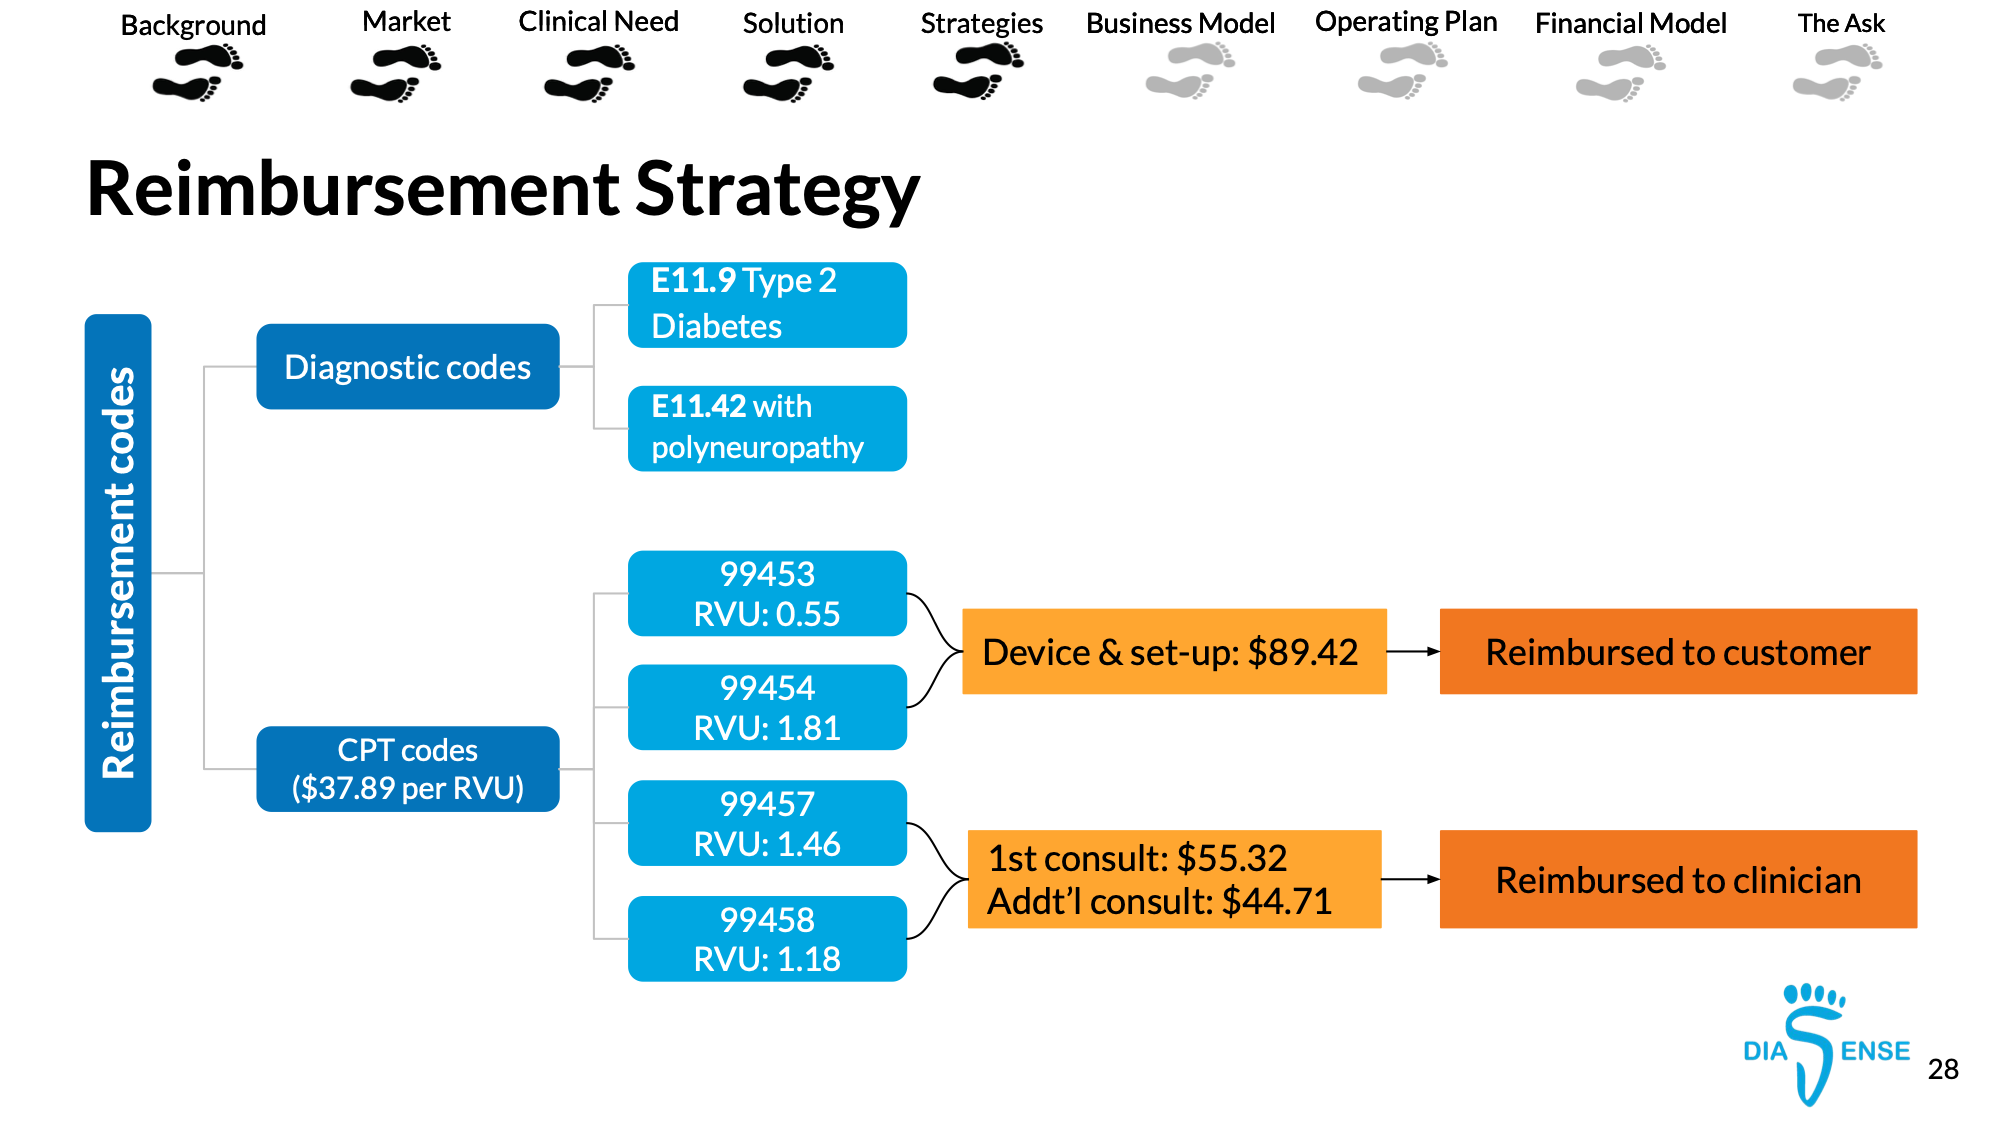 Background
Market
Clinical Need
Solution
Strategies
Business Model
Operating Plan
Financial Model
The Ask
Reimbursement Strategy
Reimbursement codes
Diagnostic codes
E11.9 Type 2
Diabetes
E11.42 with
polyneuropathy
CPT codes
($37.89 per RVU)
99453
RVU: 0.55
99454
RVU: 1.81
99457
RVU: 1.46
99458
RVU: 1.18
Device & set-up: $89.42
Reimbursed to customer
1st consult: $55.32
Addt’l consult: $44.71
Reimbursed to clinician
DIASENSE
28